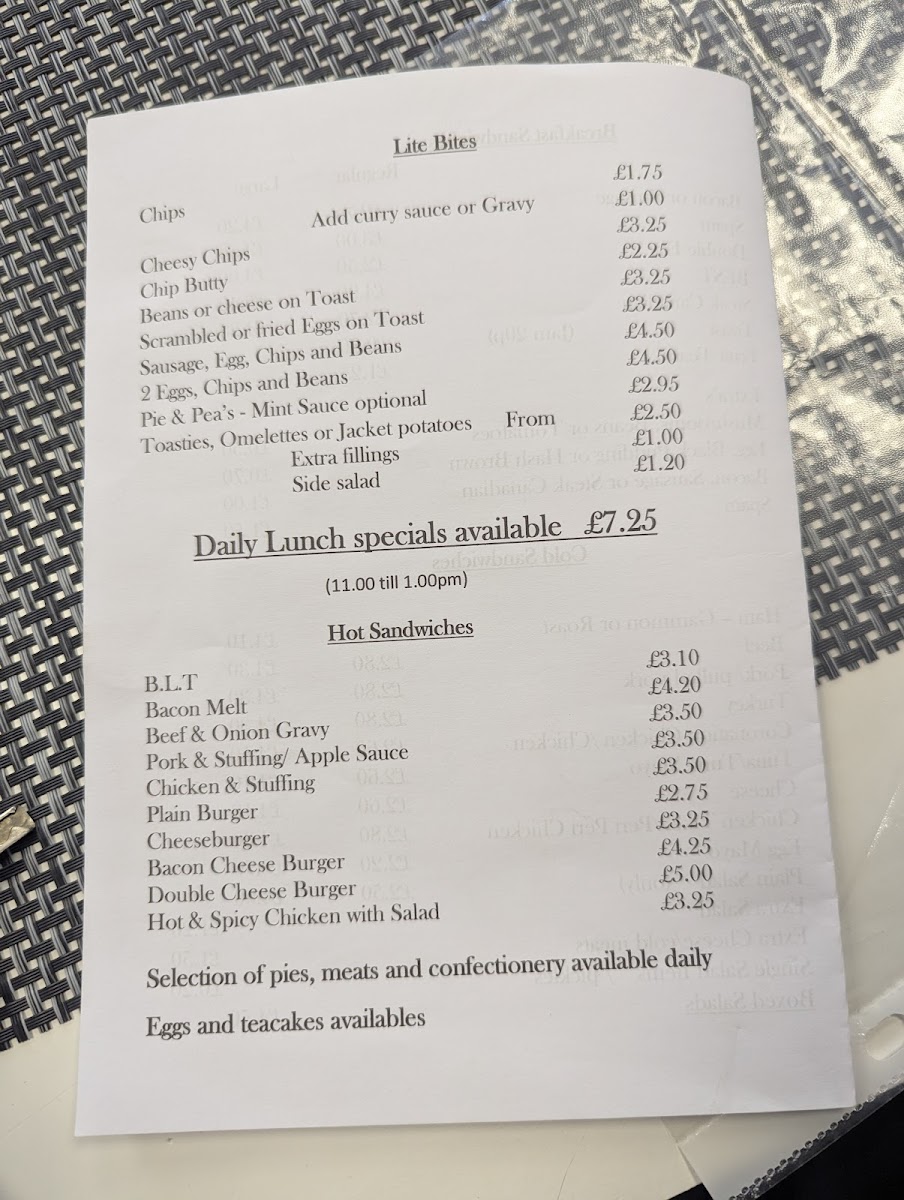 Lite Bites
Chips £1.75
Add curry sauce or Gravy £1.00
Cheesy Chips £3.25
Chip Butty £2.25
Beans or cheese on Toast £3.25
Scrambled or fried Eggs on Toast £3.25
Sausage, Egg, Chips and Beans £4.50
2 Eggs, Chips and Beans £4.50
Pie & Pea's - Mint Sauce optional £2.95
Toasties, Omelettes or Jacket potatoes From £2.50
Extra fillings £1.00
Side salad £1.20
Daily Lunch specials available £7.25
(11.00 till 1.00pm)
Hot Sandwiches
B.L.T £3.10
Bacon Melt £4.20
Beef & Onion Gravy £3.50
Pork & Stuffing/ Apple Sauce £3.50
Chicken & Stuffing £3.50
Plain Burger £2.75
Cheeseburger £3.25
Bacon Cheese Burger £4.25
Double Cheese Burger £5.00
Hot & Spicy Chicken with Salad £3.25
Selection of pies, meats and confectionery available daily
Eggs and teacakes availables